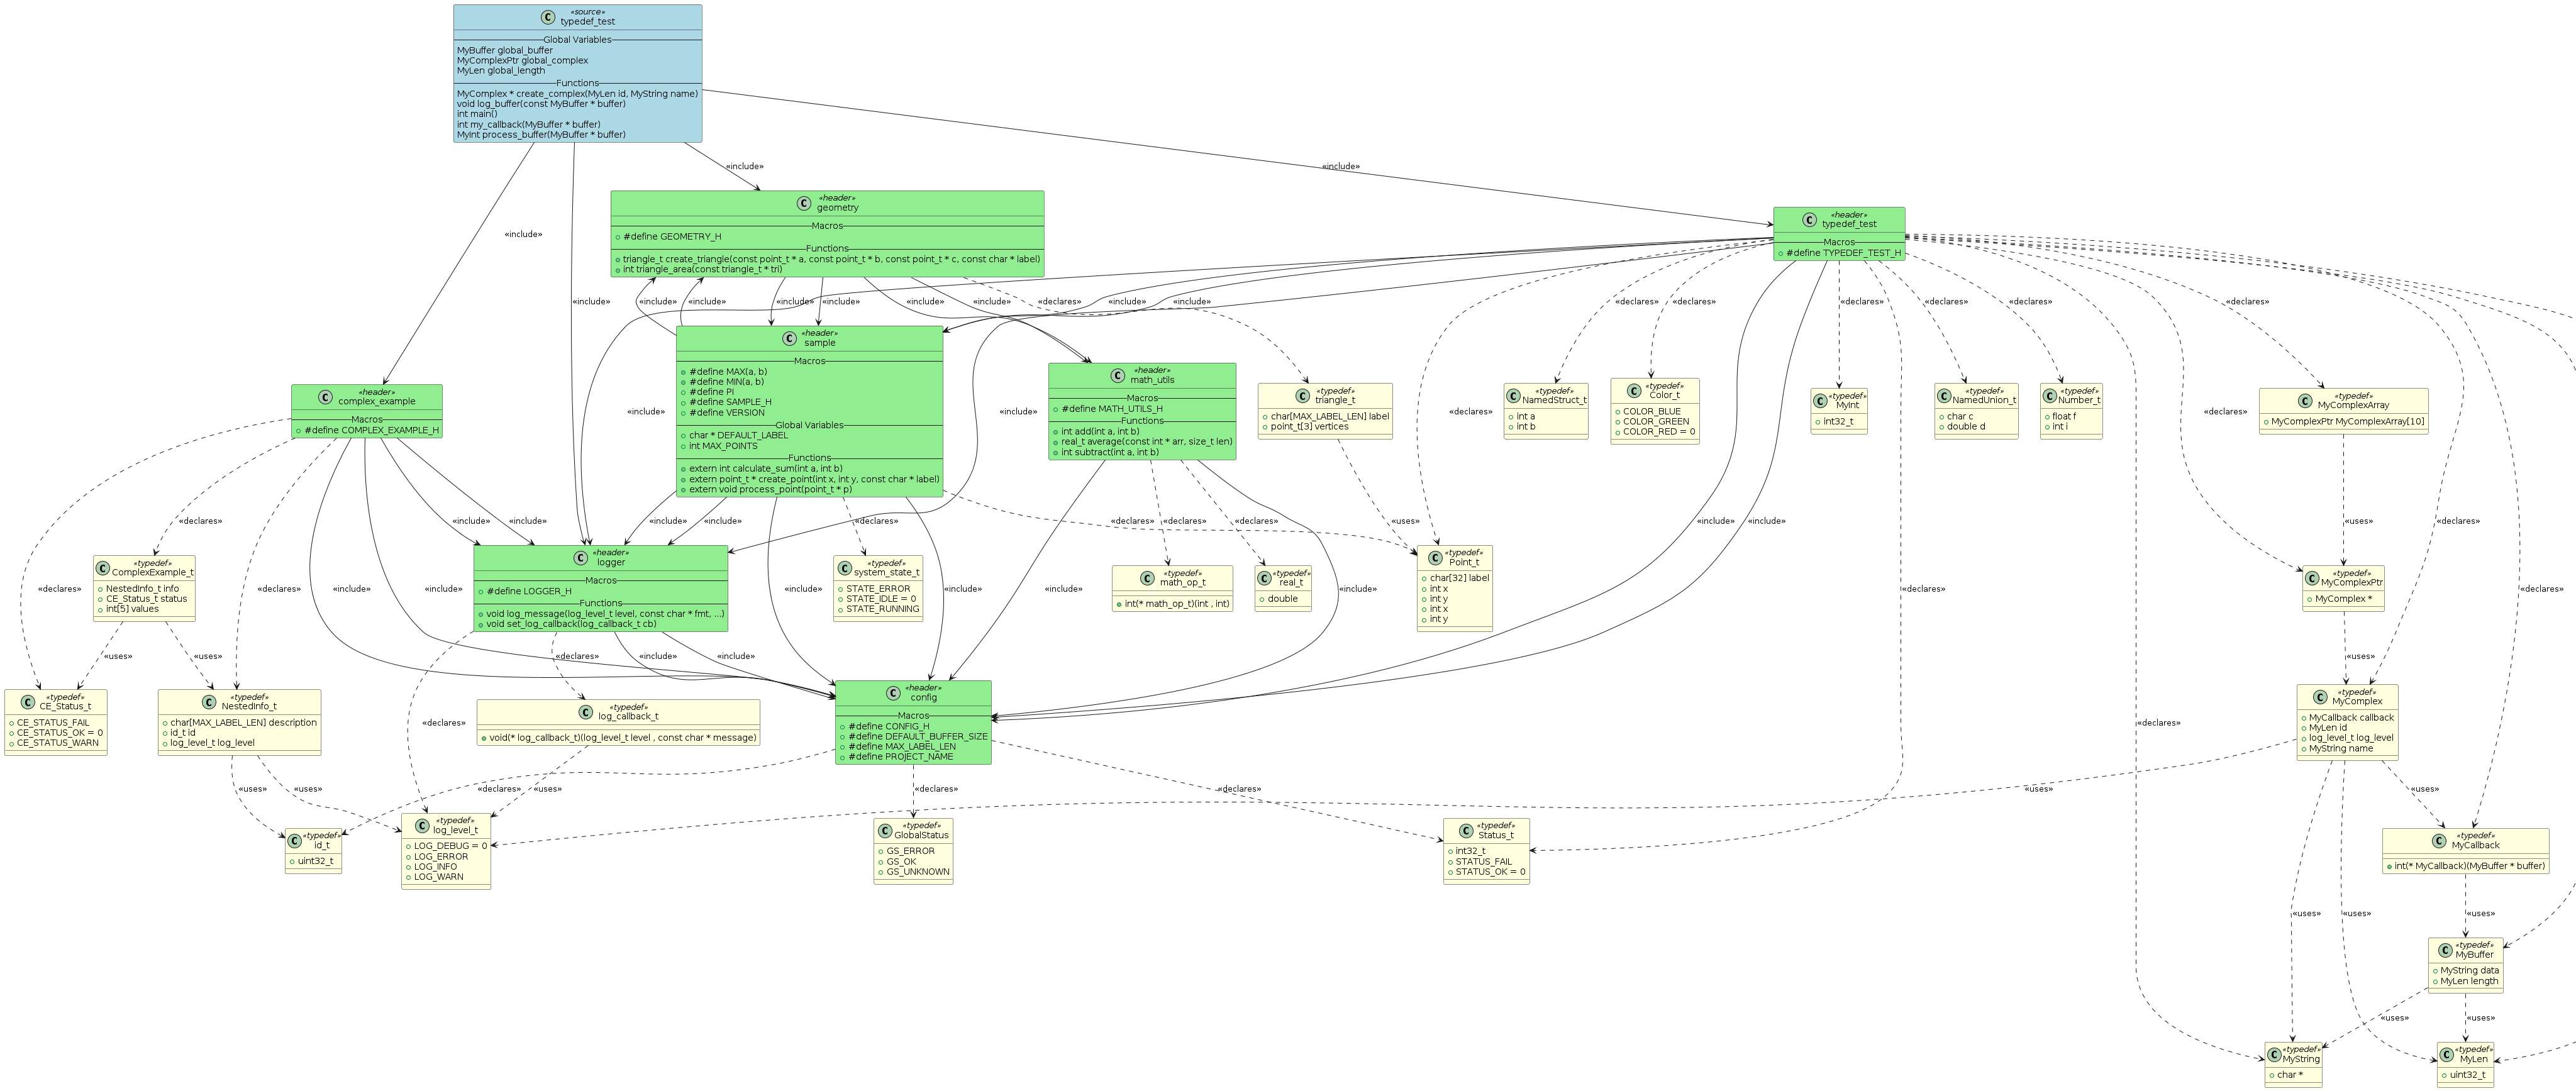 «source»
typedef_test
Global Variables
MyBuffer global_buffer
MyComplexPtr global_complex
MyLen global_length
Functions
MyComplex * create_complex(MyLen id, MyString name)
void log_buffer(const MyBuffer * buffer)
int main()
int my_callback(MyBuffer * buffer)
MyInt process_buffer(MyBuffer * buffer)
«include»
«include»
«include»
«include»
«header»
geometry
Macros
#define GEOMETRY_H
Functions
triangle_t create_triangle(const point_t * a, const point_t * b, const point_t * c, const char * label)
int triangle_area(const triangle_t * tri)
«header»
typedef_test
Macros
#define TYPEDEF_TEST_H
«include»
«include»
«include»
«include»
«include»
«include»
«declares»
«include»
«include»
«declares»
«declares»
«declares»
«declares»
«declares»
«declares»
«header»
sample
Macros
#define MAX(a, b)
#define MIN(a, b)
#define PI
#define SAMPLE_H
#define VERSION
Global Variables
char * DEFAULT_LABEL
int MAX_POINTS
Functions
extern int calculate_sum(int a, int b)
extern point_t * create_point(int x, int y, const char * label)
extern void process_point(point_t * p)
«header»
math_utils
Macros
#define MATH_UTILS_H
Functions
int add(int a, int b)
real_t average(const int * arr, size_t len)
int subtract(int a, int b)
«typedef»
triangle_t
char[MAX_LABEL_LEN] label
point_t[3] vertices
«typedef»
NamedStruct_t
int a
int b
«typedef»
Color_t
COLOR_BLUE
COLOR_GREEN
COLOR_RED = 0
«typedef»
MyInt
int32_t
«typedef»
NamedUnion_t
char c
double d
«typedef»
Number_t
float f
int i
«typedef»
MyComplexArray
MyComplexPtr MyComplexArray[10]
«header»
complex_example
Macros
#define COMPLEX_EXAMPLE_H
«include»
«include»
«declares»
«declares»
«declares»
«include»
«include»
«include»
«include»
«declares»
«declares»
«declares»
«declares»
«uses»
«include»
«include»
«uses»
«declares»
«typedef»
ComplexExample_t
NestedInfo_t info
CE_Status_t status
int[5] values
«header»
logger
Macros
#define LOGGER_H
Functions
void log_message(log_level_t level, const char * fmt, ...)
void set_log_callback(log_callback_t cb)
«typedef»
system_state_t
STATE_ERROR
STATE_IDLE = 0
STATE_RUNNING
«typedef»
math_op_t
int(* math_op_t)(int , int)
«typedef»
real_t
double
«typedef»
Point_t
char[32] label
int x
int y
int x
int y
«typedef»
MyComplexPtr
MyComplex *
«declares»
«declares»
«include»
«include»
«include»
«include»
«include»
«include»
«declares»
«declares»
«uses»
«uses»
«declares»
«include»
«include»
«uses»
«typedef»
CE_Status_t
CE_STATUS_FAIL
CE_STATUS_OK = 0
CE_STATUS_WARN
«typedef»
NestedInfo_t
char[MAX_LABEL_LEN] description
id_t id
log_level_t log_level
«typedef»
log_callback_t
void(* log_callback_t)(log_level_t level , const char * message)
«header»
config
Macros
#define CONFIG_H
#define DEFAULT_BUFFER_SIZE
#define MAX_LABEL_LEN
#define PROJECT_NAME
«typedef»
MyComplex
MyCallback callback
MyLen id
log_level_t log_level
MyString name
«declares»
«declares»
«uses»
«uses»
«declares»
«uses»
«declares»
«declares»
«uses»
«uses»
«typedef»
id_t
uint32_t
«typedef»
log_level_t
LOG_DEBUG = 0
LOG_ERROR
LOG_INFO
LOG_WARN
«typedef»
GlobalStatus
GS_ERROR
GS_OK
GS_UNKNOWN
«typedef»
Status_t
int32_t
STATUS_FAIL
STATUS_OK = 0
«typedef»
MyCallback
int(* MyCallback)(MyBuffer * buffer)
«uses»
«uses»
«uses»
«typedef»
MyBuffer
MyString data
MyLen length
«uses»
«uses»
«typedef»
MyString
char *
«typedef»
MyLen
uint32_t